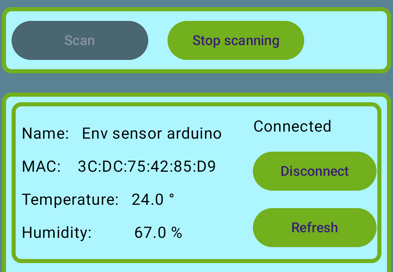 Scan Stop scanning
Name: Env sensor arduino Connected
MAC: 3C:DC:75:42:85:D9
Disconnect
Temperature: 24.0 °
Humidity: 67.0 %
Refresh